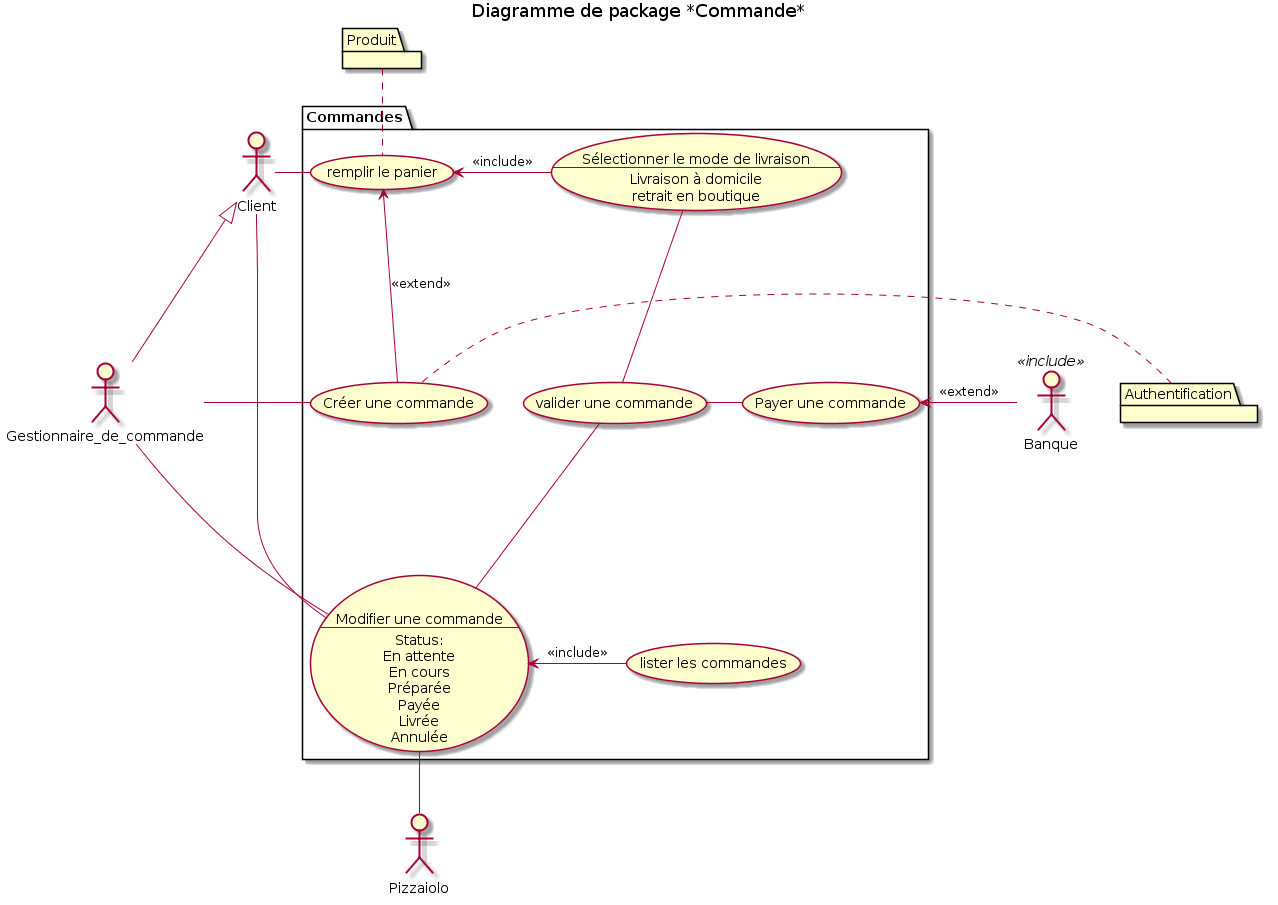 Diagramme de package *Commande*
Produit
Commandes
Client
remplir le panier
«include»
Sélectionner le mode de livraison
Livraison à domicile
retrait en boutique
«extend»
Gestionnaire_de_commande
Créer une commande
valider une commande
Payer une commande
«extend»
«include»
Banque
Authentification
Modifier une commande
Status:
En attente
En cours
Préparée
Payée
Livrée
Annulée
«include»
lister les commandes
Pizzaiolo